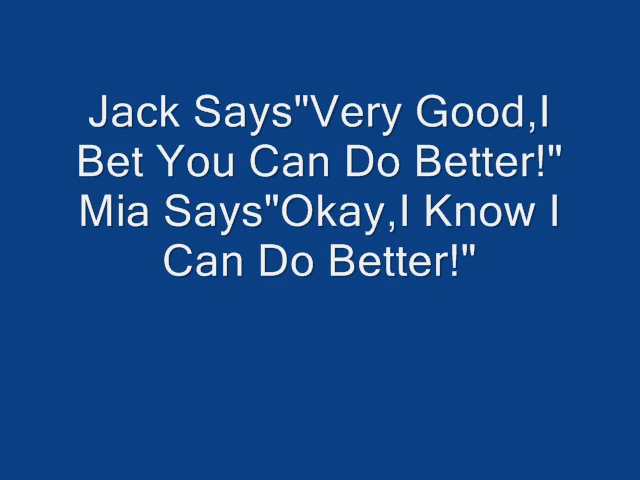 Jack Says"Very Good,I
Bet You Can Do Better!"
Mia Says"Okay,I Know I
Can Do Better!"